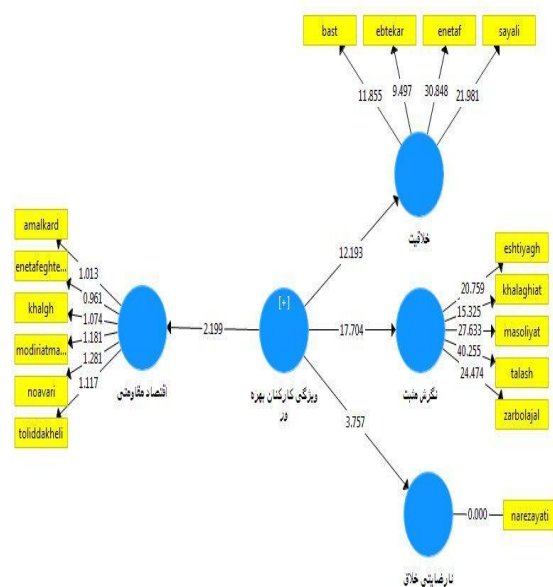 bast
ebtekar
enetaf
sayali
11.855
9.497
30.848
21.981
خلاقیت
12.193
amalkard
enetafeghte...
khalgh
modiriatma...
noavari
toliddakheli
1.013
0.961
1.074
1.181
1.281
1.117
اقتصاد مقاومتی
2.199
[+]
ویژگی کارکنان بهره
ور
17.704
نگرش مثبت
20.759
15.325
27.633
40.255
24.474
eshtiyagh
khalaghiat
masoliyat
talash
zarbolajal
3.757
نارضایتی خلاق
0.000
narezayati